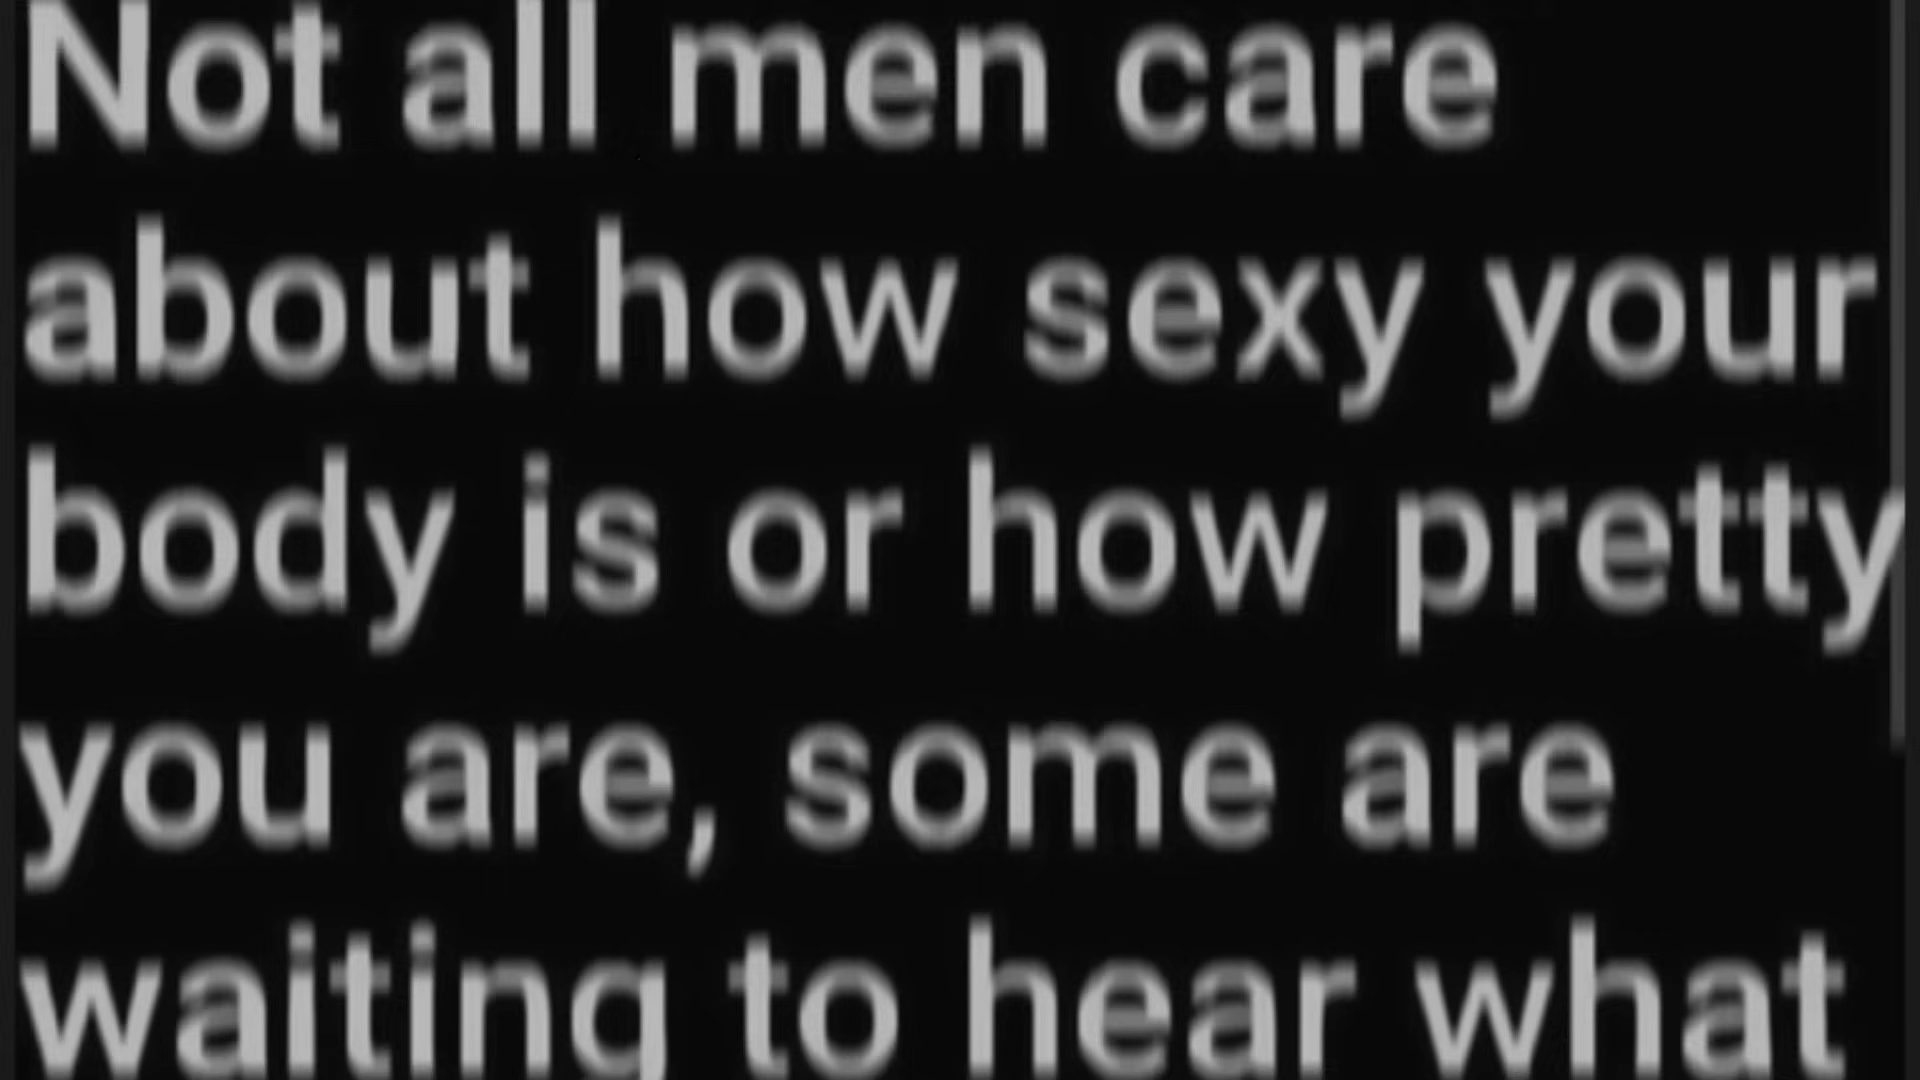 Not all men care
about how sexy your
body is or how pretty
you are, some are
waiting to hear what